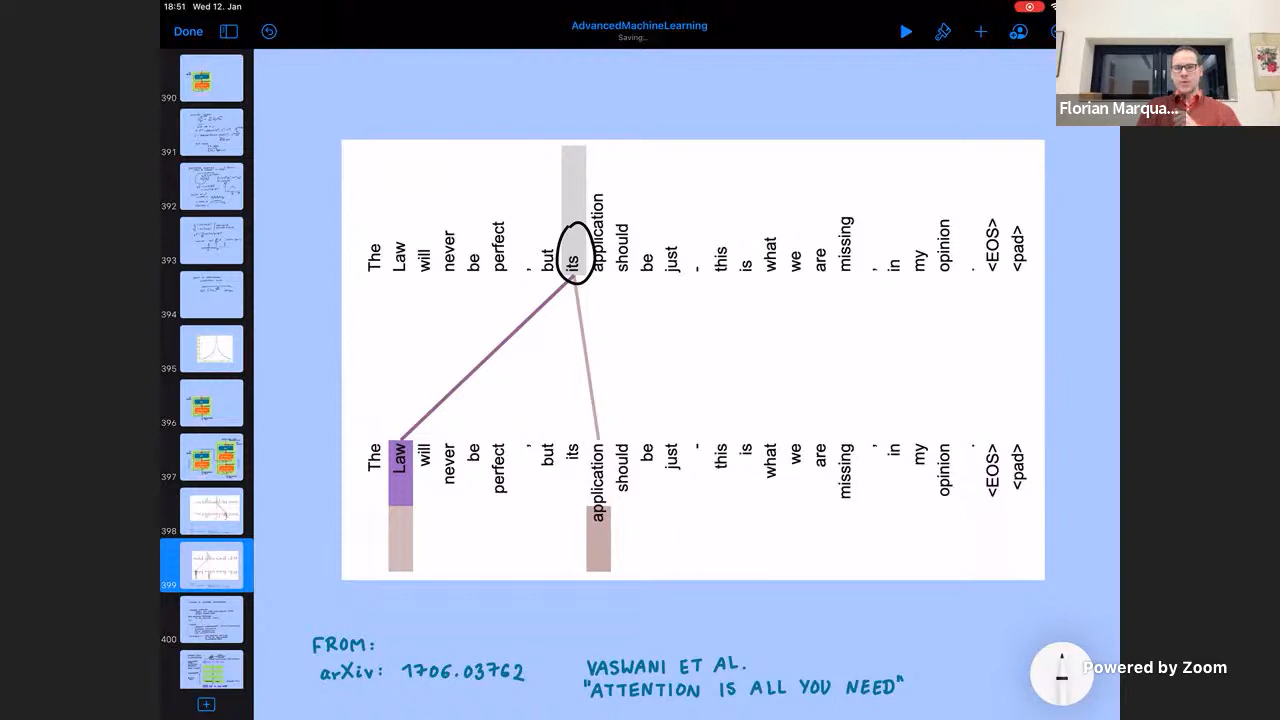 18:51 Wed 12. Jan
Done
AdvancedMachineLearning
Saving...
Florian Marqua...
390
391
392
393
394
395
396
397
398
399
400
The Law will never be perfect , but its application should be just - this is what we are missing , in my opinion . <EOS> <pad>
The Law will never be perfect , but its application should be just - this is what we are missing , in my opinion . <EOS> <pad>
FROM:
arXiv: 1706.03762
VASWANI ET AL.
"ATTENTION IS ALL YOU NEED"
Powered by Zoom